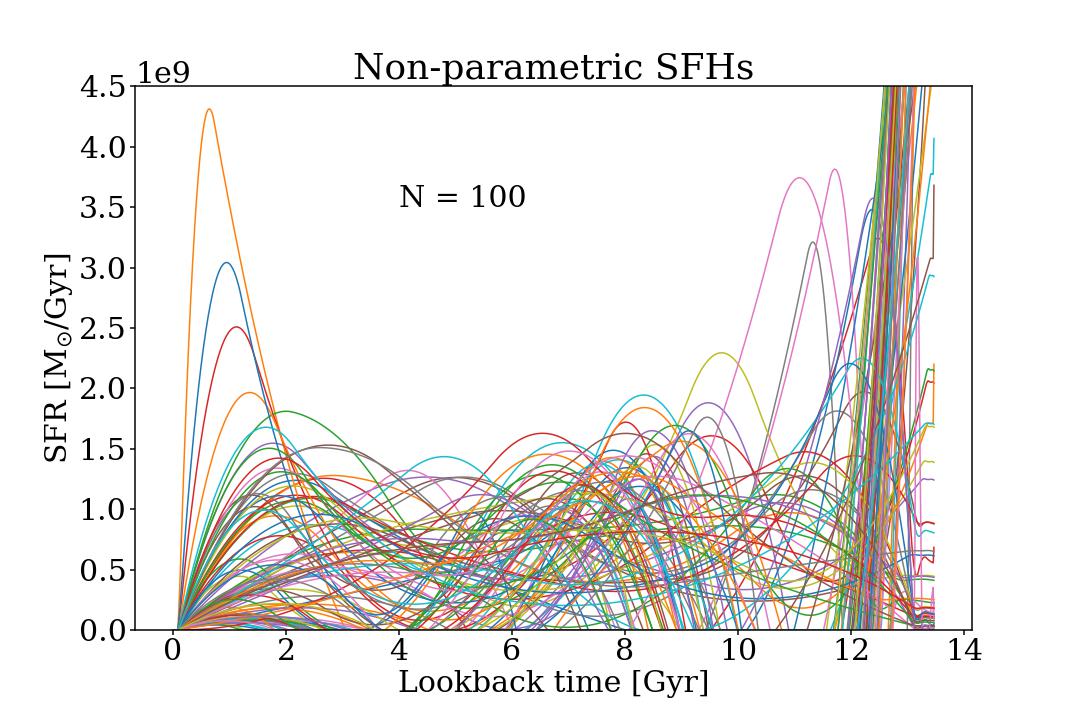 Non-parametric SFHs
1e9
N = 100
SFR [M⊙/Gyr]
4.5
4.0
3.5
3.0
2.5
2.0
1.5
1.0
0.5
0.0
0 2 4 6 8 10 12 14
Lookback time [Gyr]